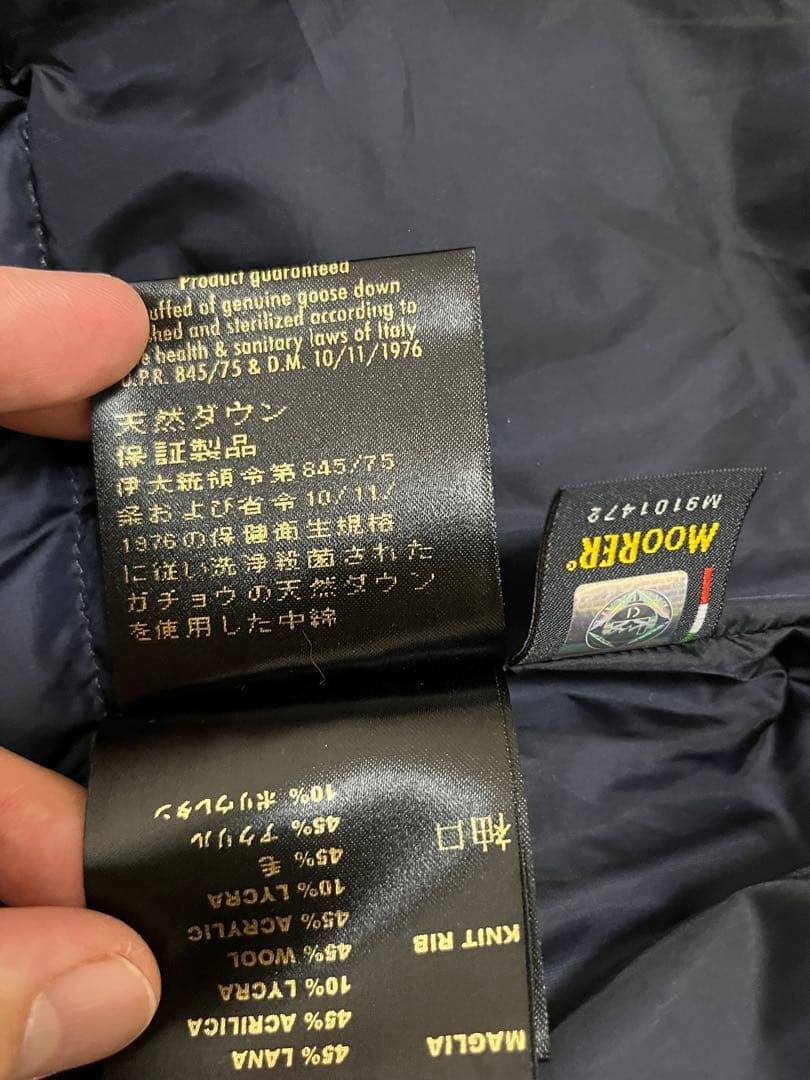 Product guaranteed
uffed of genuine goose down
hed and sterilized according to
e health & sanitary laws of Italy
D.P.R. 845/75 & D.M. 10/11/1976
天然ダウン
保証製品
伊大統領令第845/75
条および省令10/11/
1976の保健衛生規格
に従い洗浄殺菌された
ガチョウの天然ダウン
を使用した中綿
MOORER®
M9101472
MAGLIA 45% LANA
45% ACRILICA
10% LYCRA
KNIT RIB 45% WOOL
45% ACRYLIC
10% LYCRA
袖口 45% 毛
45% アクリル
10% ポリウレタン